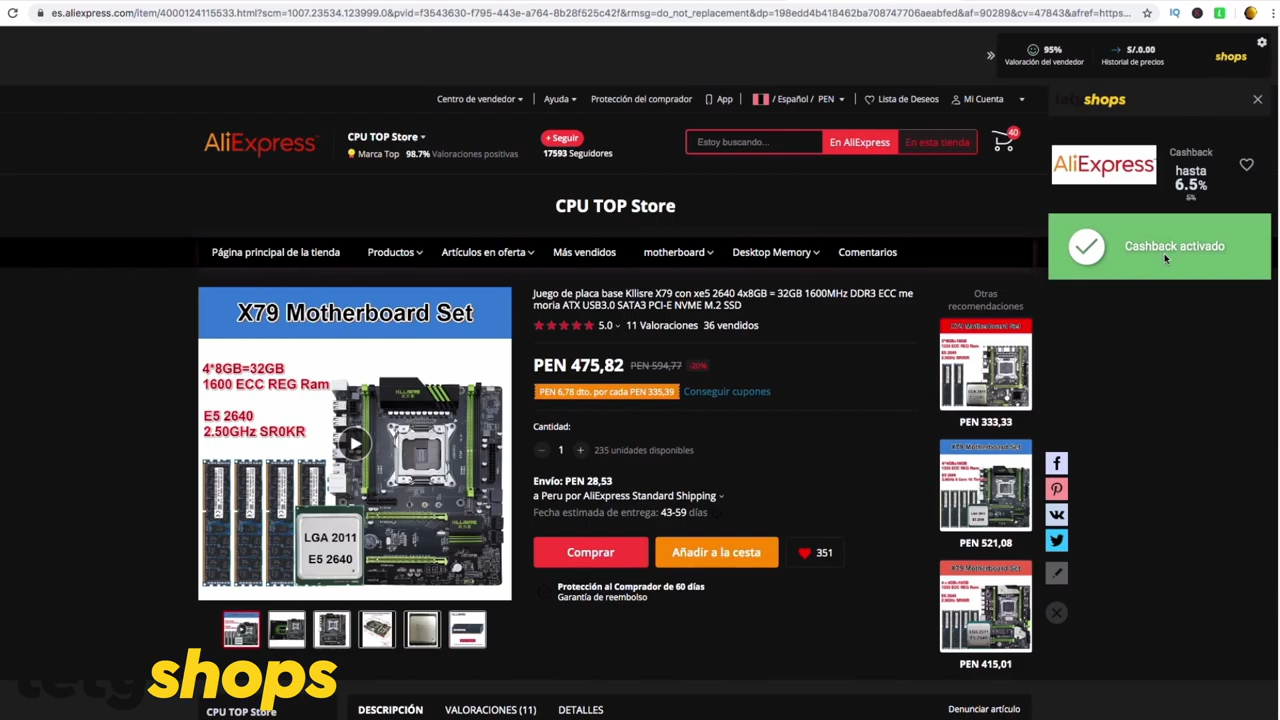 es.aliexpress.com/item/4000124115533.html?scm=1007.23534.123999.0&pvid=f3543630-f795-443e-a764-8b28f525c42f&rmsg=do_not_replacement&dp=198edd4b418462ba708747706aeabfed&af=90289&cv=47843&afref=https...
95%
Valoración del vendedor
S/.0.00
Historial de precios
shops
Centro de vendedor
Ayuda
Protección del comprador
App
/ Español / PEN
Lista de Deseos
Mi Cuenta
shops
AliExpress
CPU TOP Store
Marca Top 98.7% Valoraciones positivas
+ Seguir
17593 Seguidores
Estoy buscando...
En AliExpress
En esta tienda
40
AliExpress
Cashback
hasta
6.5%
5%
CPU TOP Store
Cashback activado
Página principal de la tienda
Productos
Artículos en oferta
Más vendidos
motherboard
Desktop Memory
Comentarios
X79 Motherboard Set
4*8GB=32GB
1600 ECC REG Ram
E5 2640
2.50GHz SR0KR
KLLISRE
LGA 2011
E5 2640
Juego de placa base Kllisre X79 con xe5 2640 4x8GB = 32GB 1600MHz DDR3 ECC me
moria ATX USB3.0 SATA3 PCI-E NVME M.2 SSD
5.0
11 Valoraciones
36 vendidos
PEN 475,82
PEN 594,77
-20%
PEN 6,78 dto. por cada PEN 335,39
Conseguir cupones
Cantidad:
1
235 unidades disponibles
Envío: PEN 28,53
a Peru por AliExpress Standard Shipping
Fecha estimada de entrega: 43-59 días
Comprar
Añadir a la cesta
351
Protección al Comprador de 60 días
Garantía de reembolso
Otras
recomendaciones
X79 Motherboard Set
PEN 333,33
X79 Motherboard Set
PEN 521,08
X79 Motherboard Set
PEN 415,01
shops
CPU TOP Store
DESCRIPCIÓN
VALORACIONES (11)
DETALLES
Denunciar artículo